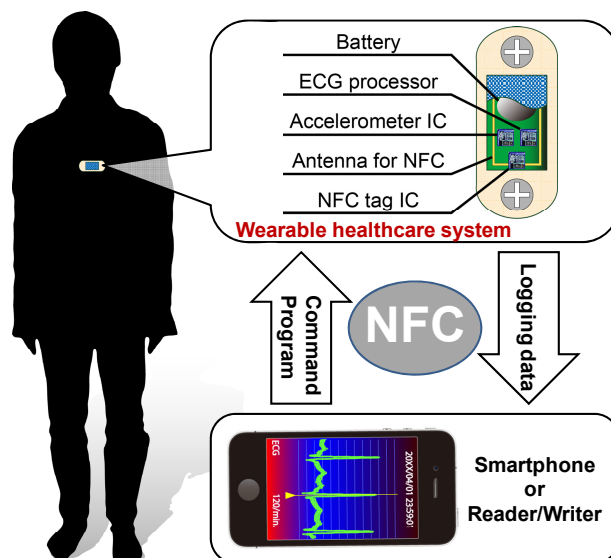 Battery
ECG processor
Accelerometer IC
Antenna for NFC
NFC tag IC
Wearable healthcare system
Command
Program
NFC
Logging data
ECG
120/min.
20XX/04/01 23:59:0
Smartphone
or
Reader/Writer